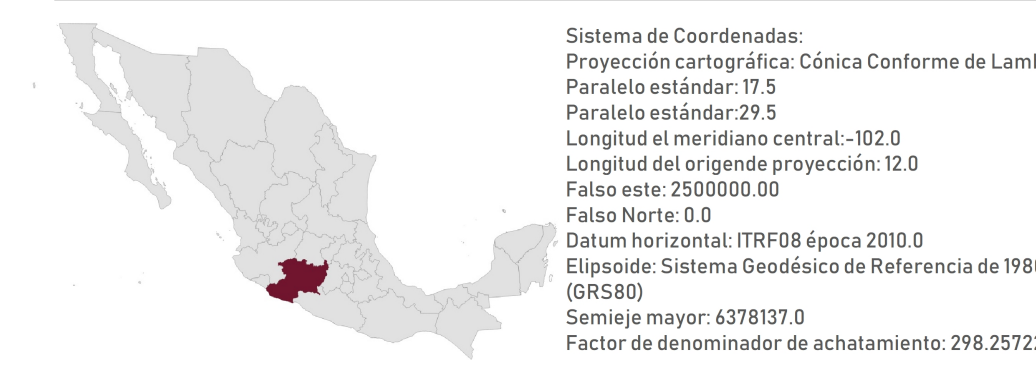 Sistema de Coordenadas:
Proyección cartográfica: Cónica Conforme de
Paralelo estándar: 17.5
Paralelo estándar:29.5
Longitud el meridiano central:-102.0
Longitud del origende proyección: 12.0
Falso este: 2500000.00
Falso Norte: 0.0
Datum horizontal: ITRF08 época 2010.0
Elipsoide: Sistema Geodésico de Referencia de 1980
(GRS80)
Semieje mayor: 6378137.0
Factor de denominador de achatamiento: 298.2572